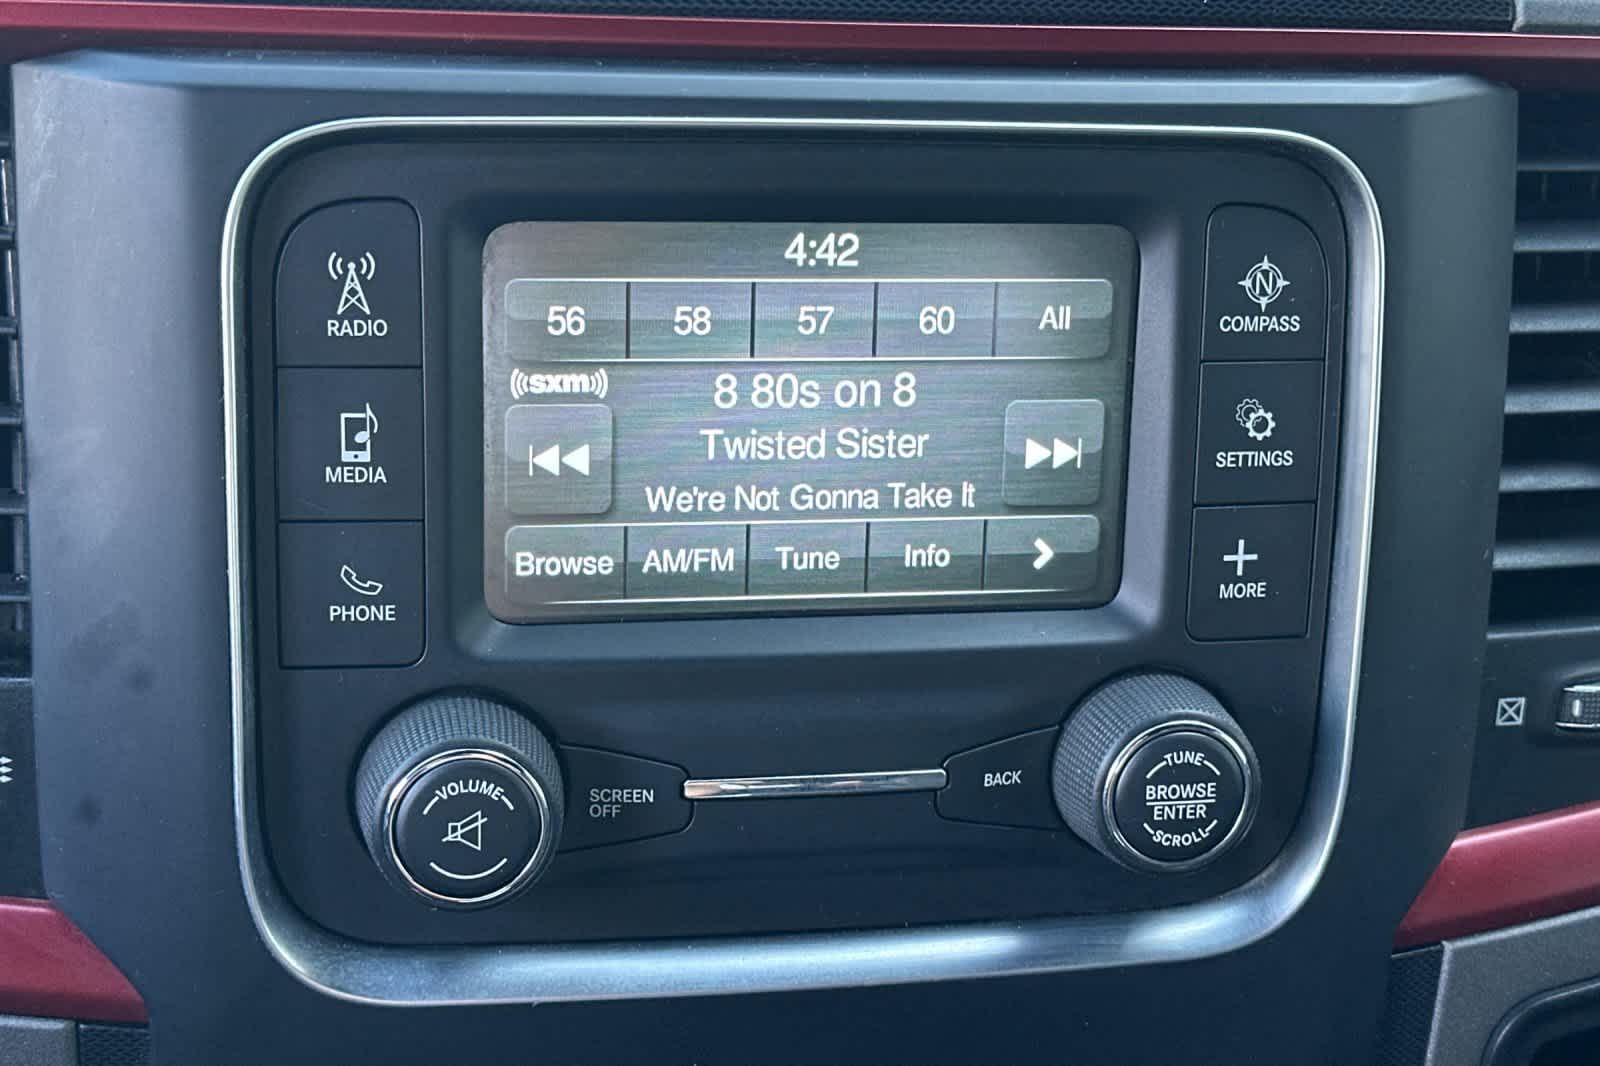 4:42
56 58 57 60 All
sxm
8 80s on 8
Twisted Sister
We're Not Gonna Take It
Browse AM/FM Tune Info
RADIO
MEDIA
PHONE
N
COMPASS
SETTINGS
MORE
VOLUME
SCREEN
OFF
BACK
TUNE
BROWSE
ENTER
SCROLL